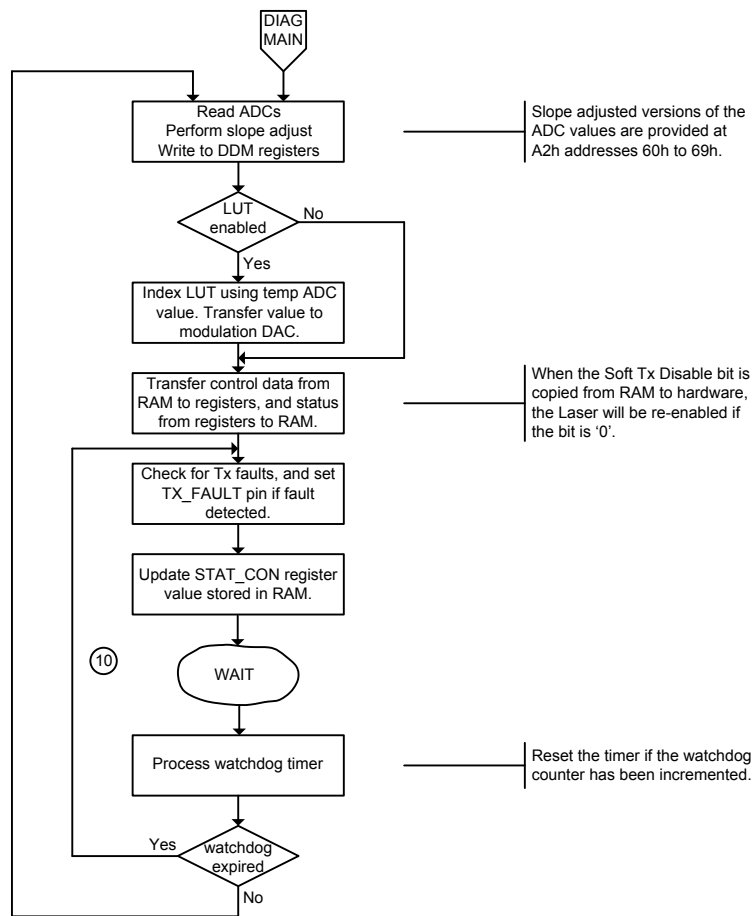 DIAG
MAIN
Read ADCs
Perform slope adjust
Write to DDM registers
Slope adjusted versions of the
ADC values are provided at
A2h addresses 60h to 69h.
LUT
enabled
No
Yes
Index LUT using temp ADC
value. Transfer value to
modulation DAC.
Transfer control data from
RAM to registers, and status
from registers to RAM.
When the Soft Tx Disable bit is
copied from RAM to hardware,
the Laser will be re-enabled if
the bit is ‘0’.
Check for Tx faults, and set
TX_FAULT pin if fault
detected.
Update STAT_CON register
value stored in RAM.
10
WAIT
Process watchdog timer
Reset the timer if the watchdog
counter has been incremented.
Yes
watchdog
expired
No